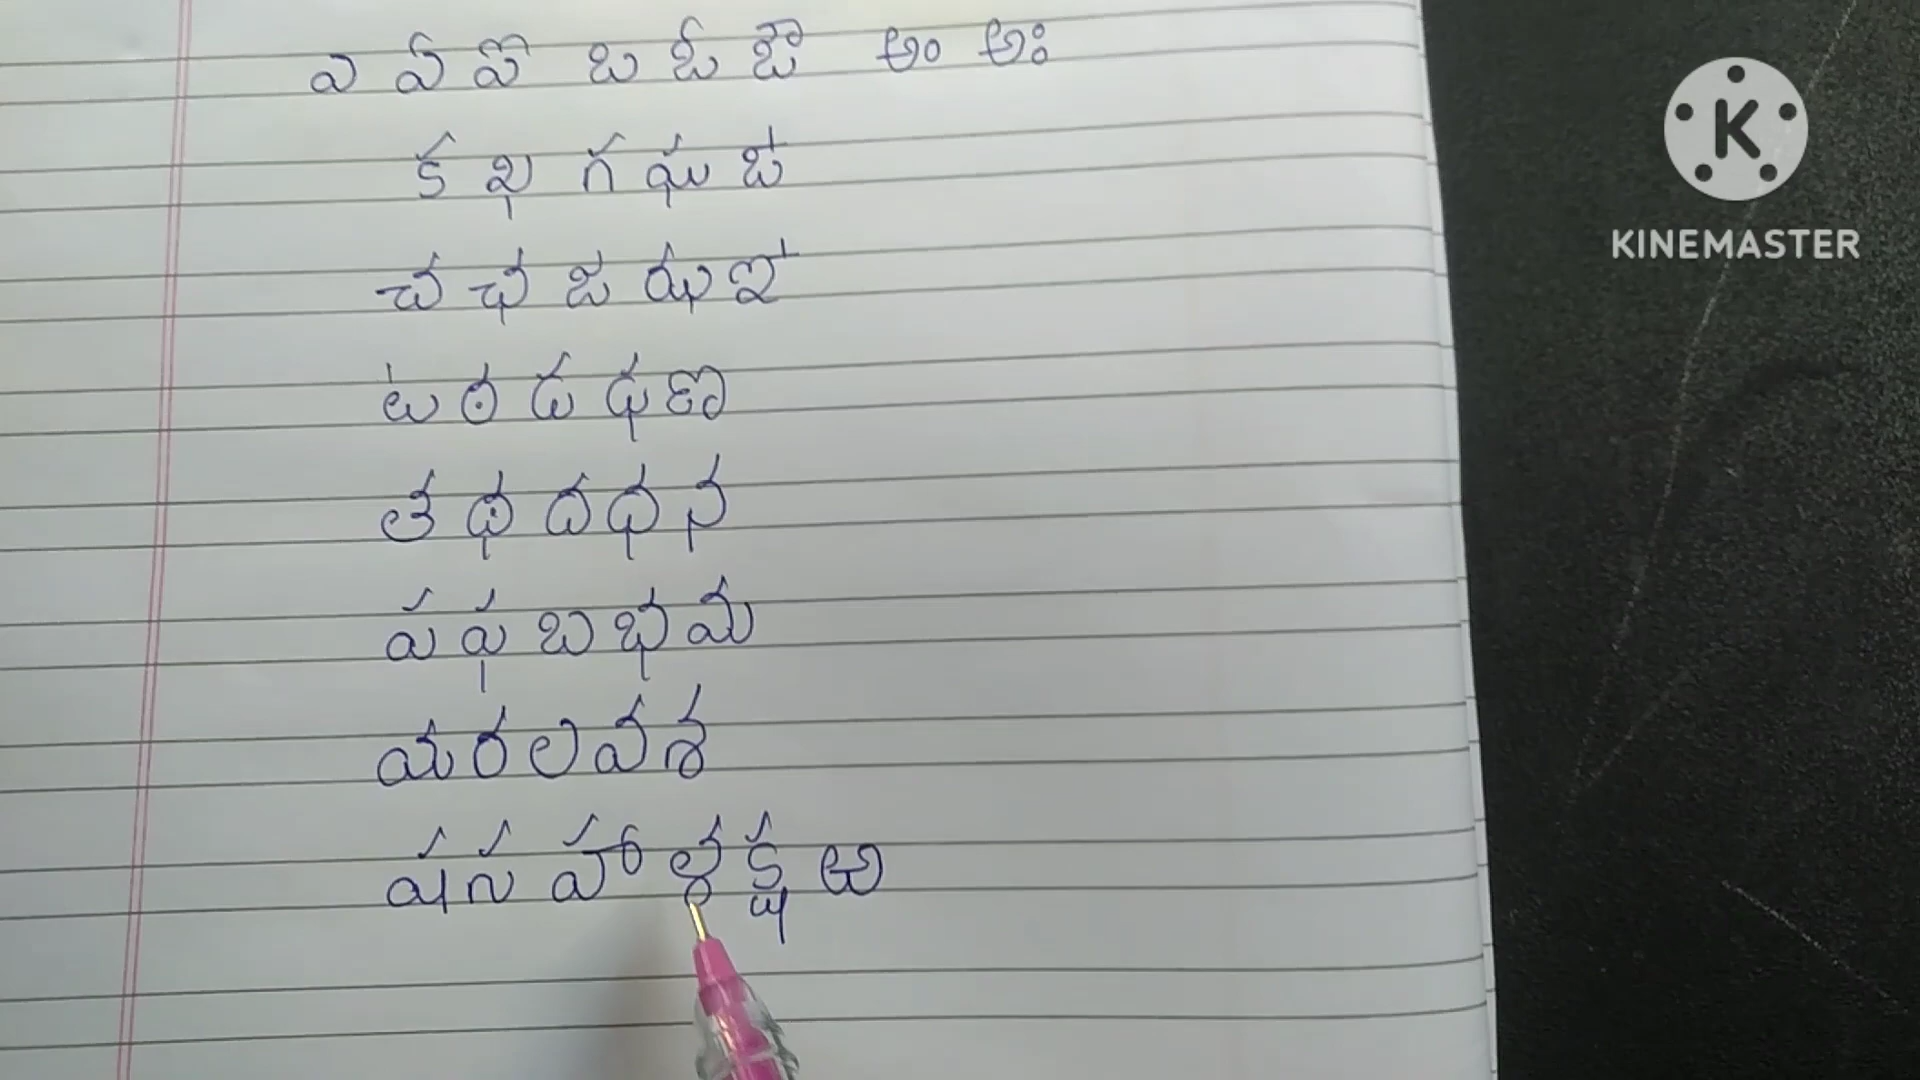 ఎ ఏ ఐ ఒ ఓ ఔ అం అః
క ఖ గ ఘ ఙ
చ ఛ జ ఝ ఞ
ట ఠ డ ఢ ణ
త థ ద ధ న
ప ఫ బ భ మ
య ర ల వ శ
ష స హ ళ క్ష ఱ
KINEMASTER